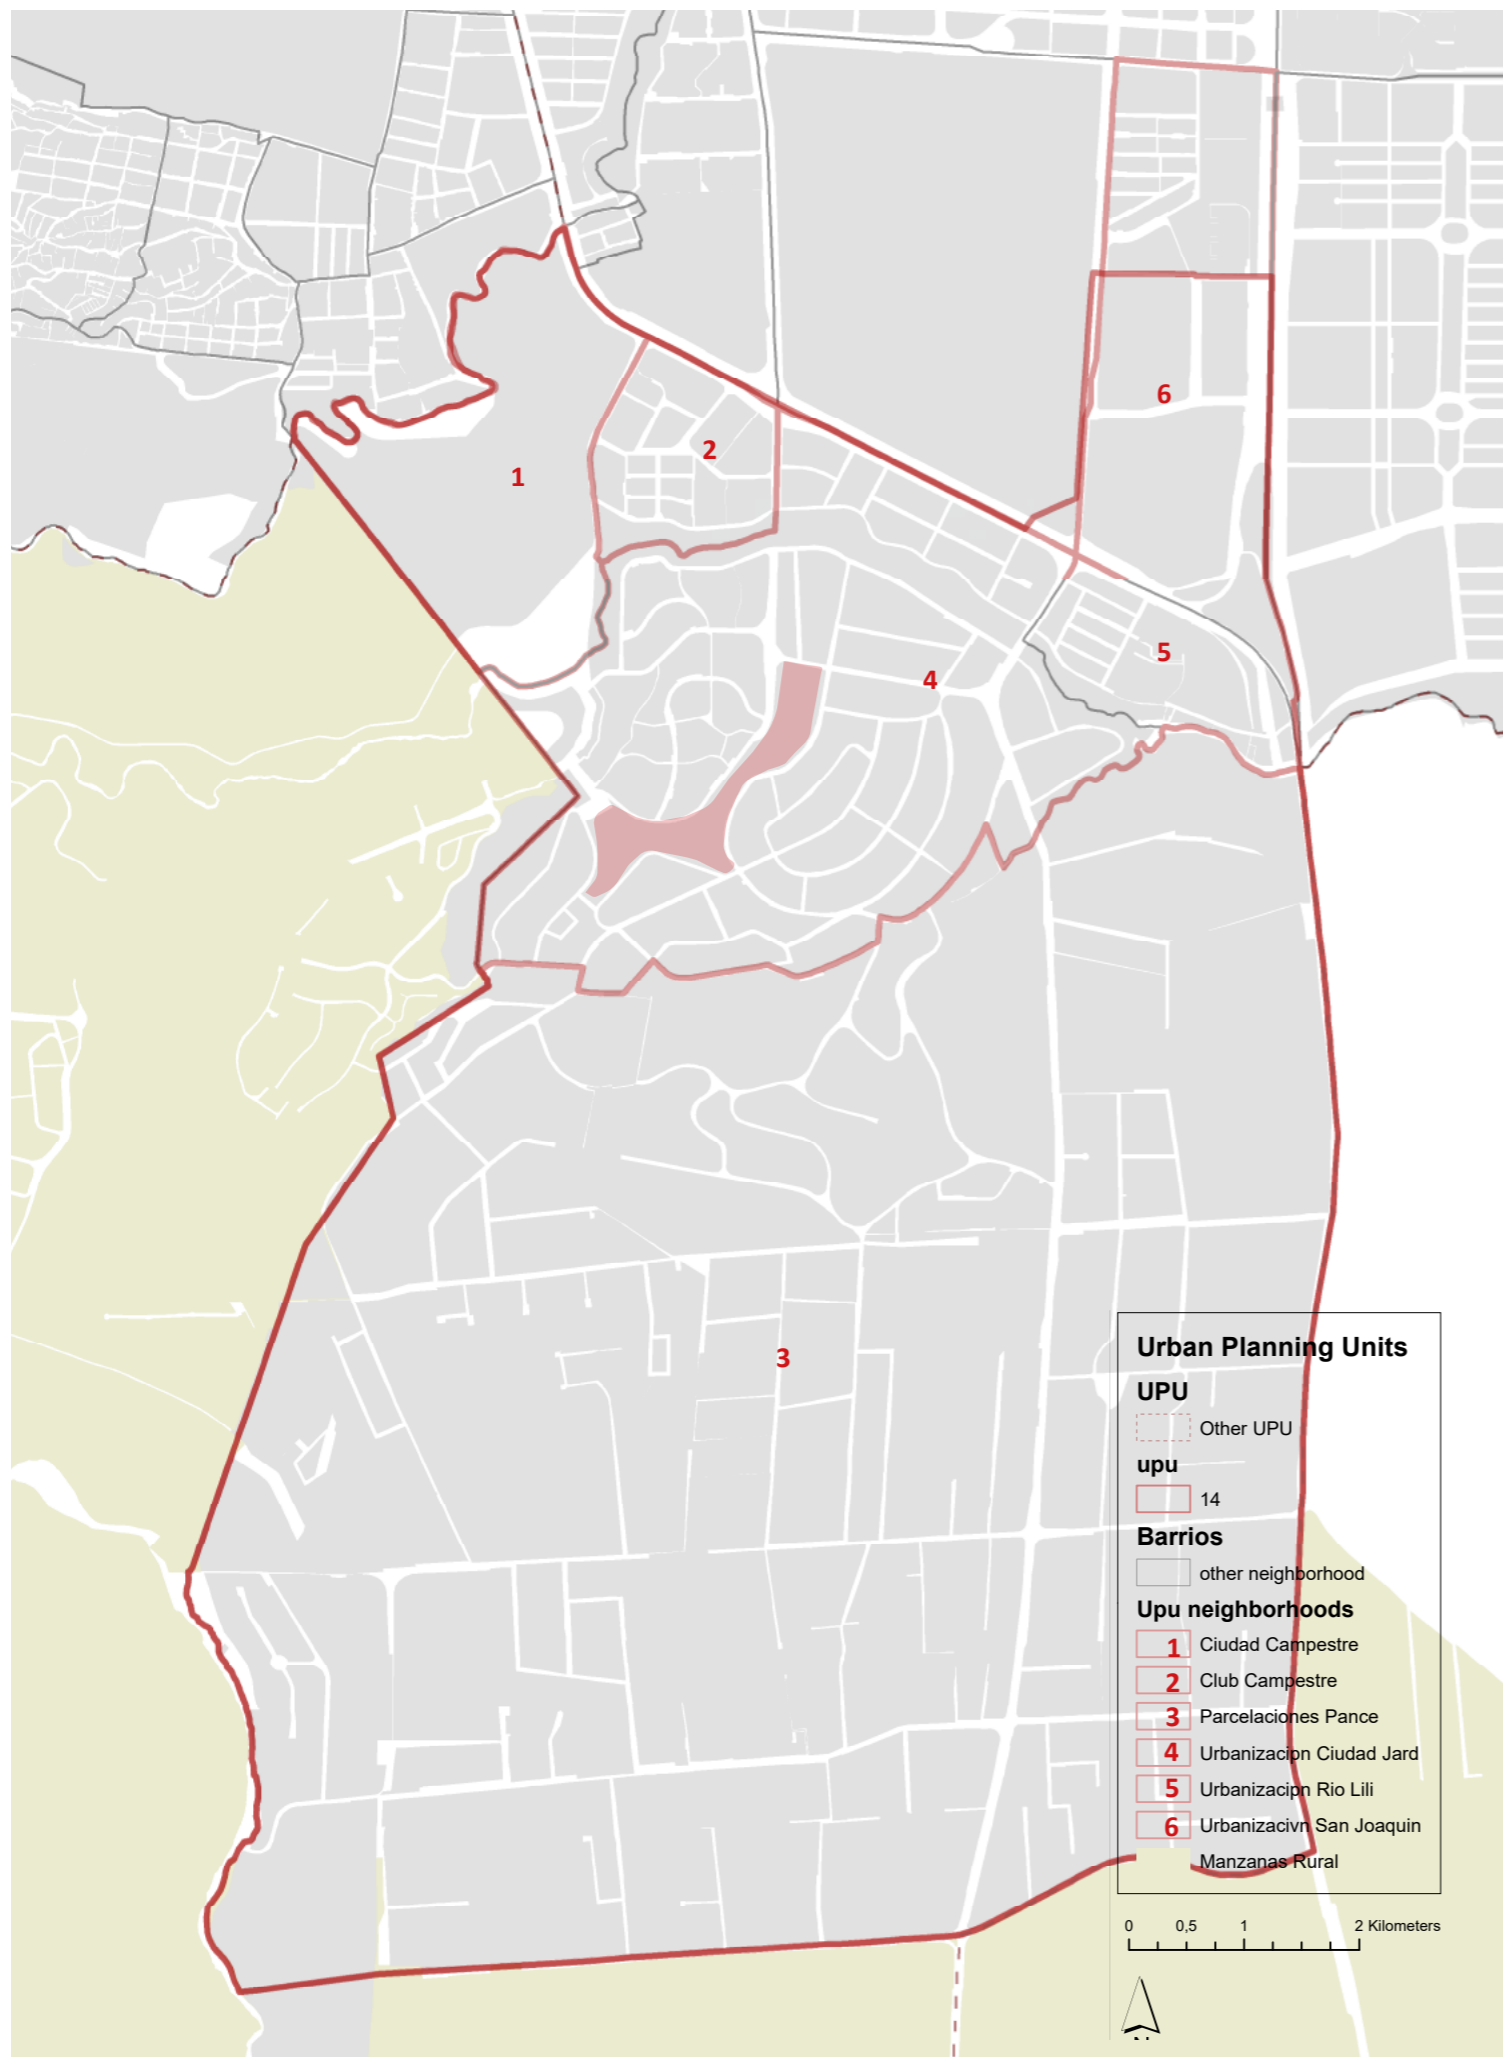 6
2
1
5
4
3
Urban Planning Units
UPU
Other UPU
upu
14
Barrios
other neighborhood
Upu neighborhoods
1 Ciudad Campestre
2 Club Campestre
3 Parcelaciones Pance
4 Urbanizacipn Ciudad Jard
5 Urbanizacipn Rio Lili
6 Urbanizacivn San Joaquin
Manzanas Rural
0 0,5 1 2 Kilometers